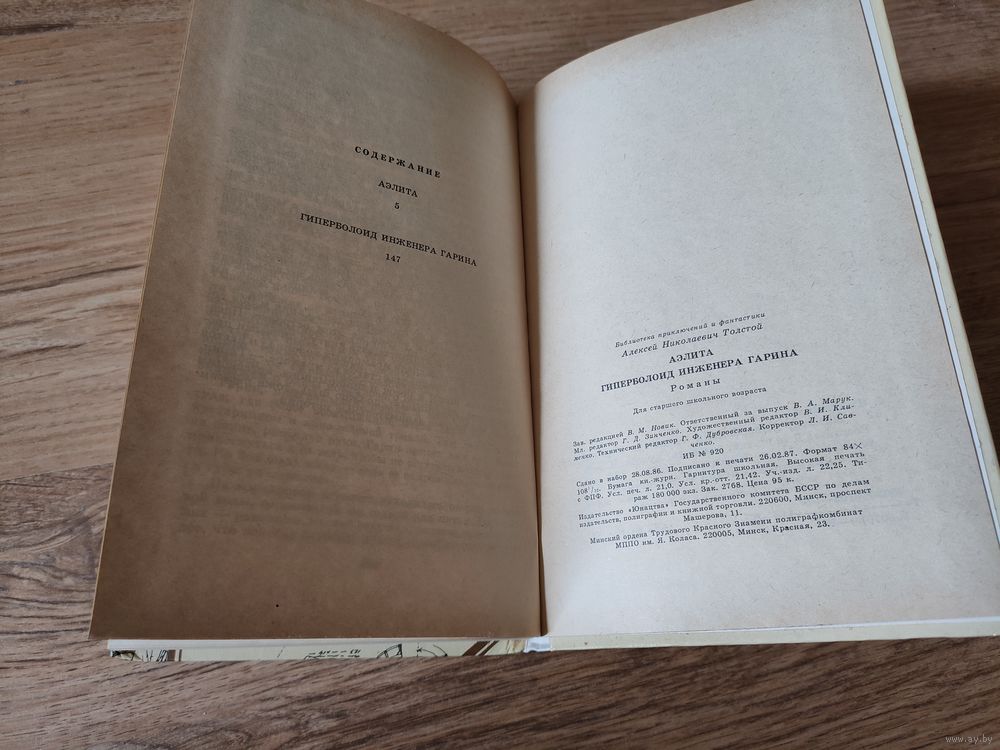 СОДЕРЖАНИЕ
АЭЛИТА
5
ГИПЕРБОЛОИД ИНЖЕНЕРА ГАРИНА
147
Библиотека приключений и фантастики
Алексей Николаевич Толстой
АЭЛИТА
ГИПЕРБОЛОИД ИНЖЕНЕРА ГАРИНА
Романы
Для старшего школьного возраста
Зав. редакцией В. М. Новик. Ответственный за выпуск В. А. Марук.
Мл. редактор Г. Д. Зинченко. Художественный редактор В. И. Кли-
ненко. Технический редактор Г. Ф. Дубровская. Корректор Л. И. Сав-
ченко.
ИБ № 920
Сдано в набор 28.08.86. Подписано к печати 26.02.87. Формат 84×
108¹/₃₂. Бумага кн.-журн. Гарнитура школьная. Высокая печать
с ФПФ. Усл. печ. л. 21,0. Усл. кр.-отт. 21,42. Уч.-изд. л. 22,25. Ти-
раж 180 000 экз. Зак. 2768. Цена 95 к.
Издательство «Юнацтва» Государственного комитета БССР по делам
издательств, полиграфии и книжной торговли. 220600, Минск, проспект
Машерова, 11.
Минский ордена Трудового Красного Знамени полиграфкомбинат
МППО им. Я. Коласа. 220005, Минск, Красная, 23.
www.ay.by